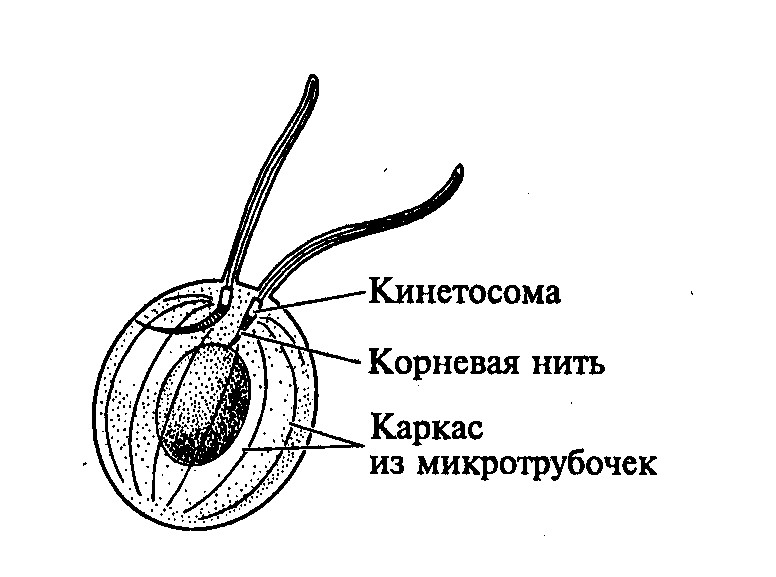 Кинетосома
Корневая нить
Каркас
из микротрубочек